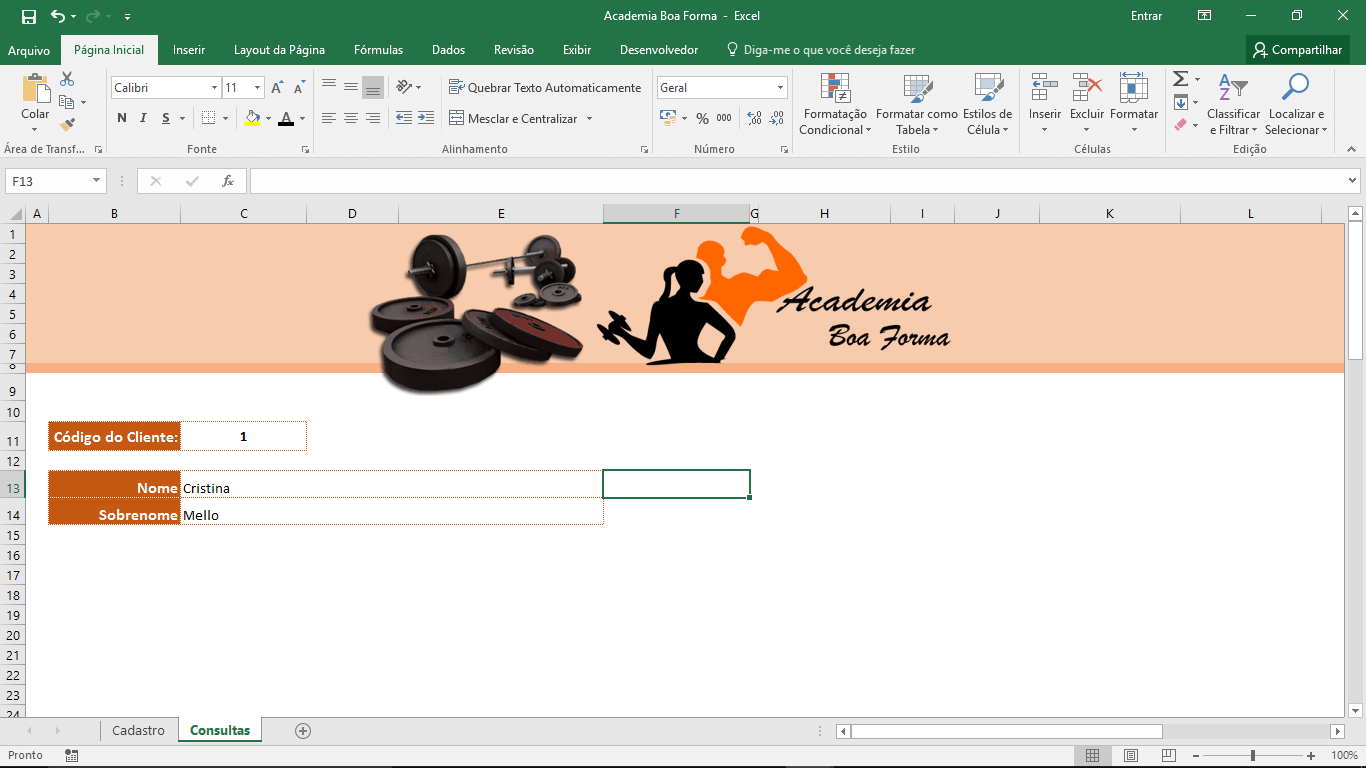 Academia Boa Forma - Excel
Entrar
Arquivo Página Inicial Inserir Layout da Página Fórmulas Dados Revisão Exibir Desenvolvedor Diga-me o que você deseja fazer Compartilhar
Colar
Área de Transf...
Calibri 11
N I S A A A
Fonte
Quebrar Texto Automaticamente
Mesclar e Centralizar
Alinhamento
Geral
% 000
Número
Formatação Condicional
Formatar como Tabela
Estilos de Célula
Estilo
Inserir Excluir Formatar
Células
Classificar e Filtrar
Localizar e Selecionar
Edição
F13 fx
A B C D E F G H I J K L
1
2
3
4
5
6
7
8
Academia
Boa Forma
9
10
11 Código do Cliente: 1
12
13 Nome Cristina
14 Sobrenome Mello
15
16
17
18
19
20
21
22
23
24
Cadastro Consultas
Pronto 100%